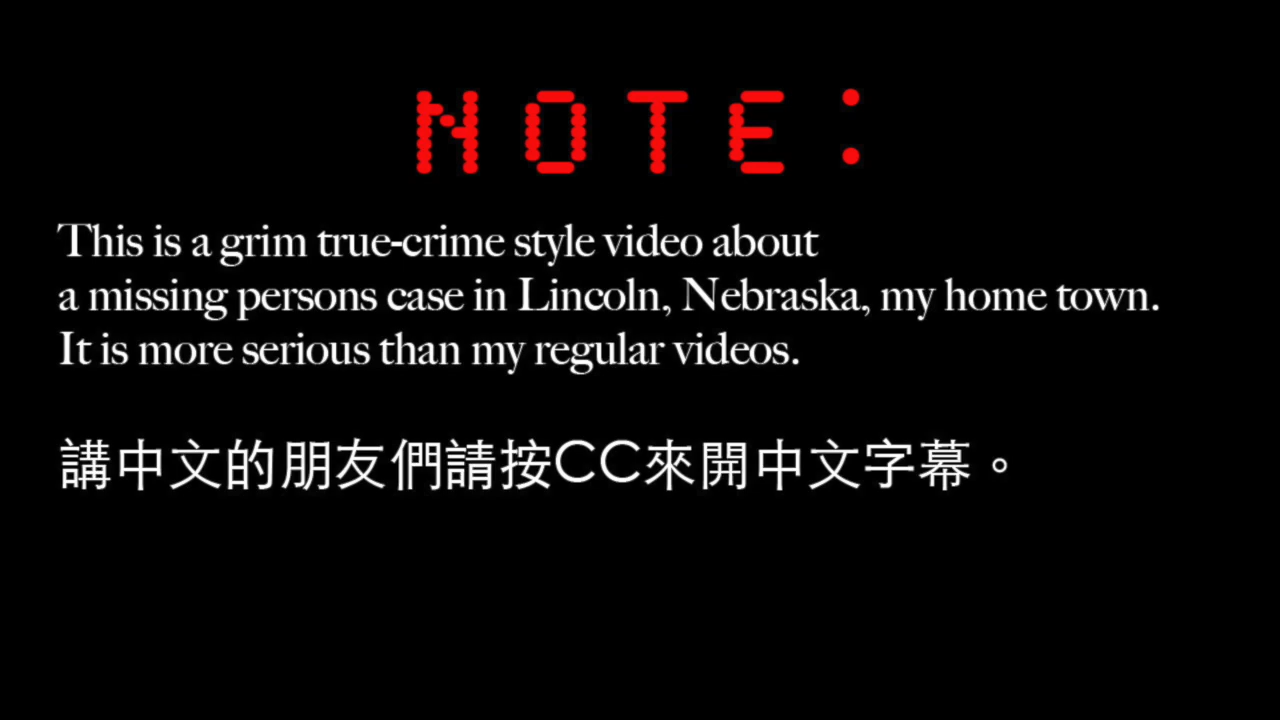 NOTE:
This is a grim true-crime style video about
a missing persons case in Lincoln, Nebraska, my home town.
It is more serious than my regular videos.
講中文的朋友們請按CC來開中文字幕。